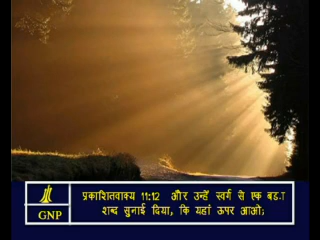 प्रकाशितवाक्य 11:12 और उन्हें स्वर्ग से एक बड.ा
शब्द सुनाई दिया, कि यहां ऊपर आओ;
GNP